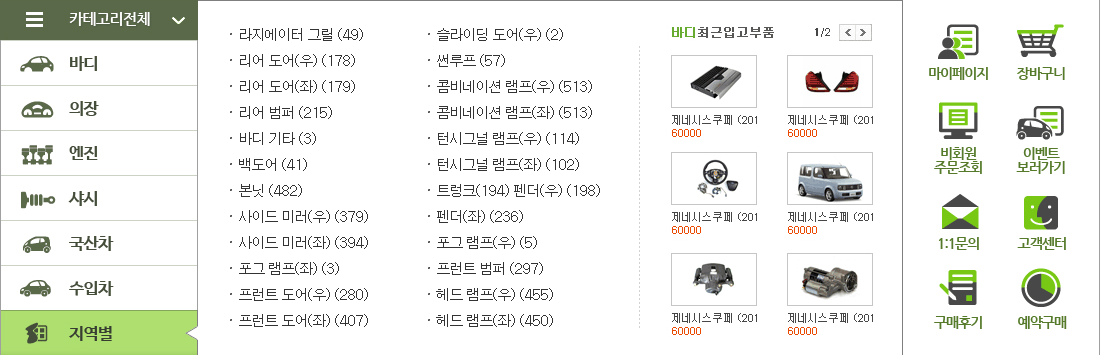 카테고리전체
바디
의장
엔진
샤시
국산차
수입차
지역별
· 라지에이터 그릴 (49)
· 리어 도어(우) (178)
· 리어 도어(좌) (179)
· 리어 범퍼 (215)
· 바디 기타 (3)
· 백도어 (41)
· 본닛 (482)
· 사이드 미러(우) (379)
· 사이드 미러(좌) (394)
· 포그 램프(좌) (3)
· 프런트 도어(우) (280)
· 프런트 도어(좌) (407)
· 슬라이딩 도어(우) (2)
· 썬루프 (57)
· 콤비네이션 램프(우) (513)
· 콤비네이션 램프(좌) (513)
· 턴시그널 램프(우) (114)
· 턴시그널 램프(좌) (102)
· 트렁크(194) 펜더(우) (198)
· 펜더(좌) (236)
· 포그 램프(우) (5)
· 프런트 범퍼 (297)
· 헤드 램프(우) (455)
· 헤드 램프(좌) (450)
바디최근입고부품 1/2
제네시스쿠페 (201 제네시스쿠페 (201
60000 60000
제네시스쿠페 (201 제네시스쿠페 (201
60000 60000
제네시스쿠페 (201 제네시스쿠페 (201
60000 60000
마이페이지 장바구니
비회원 이벤트
주문조회 보러가기
1:1문의 고객센터
구매후기 예약구매